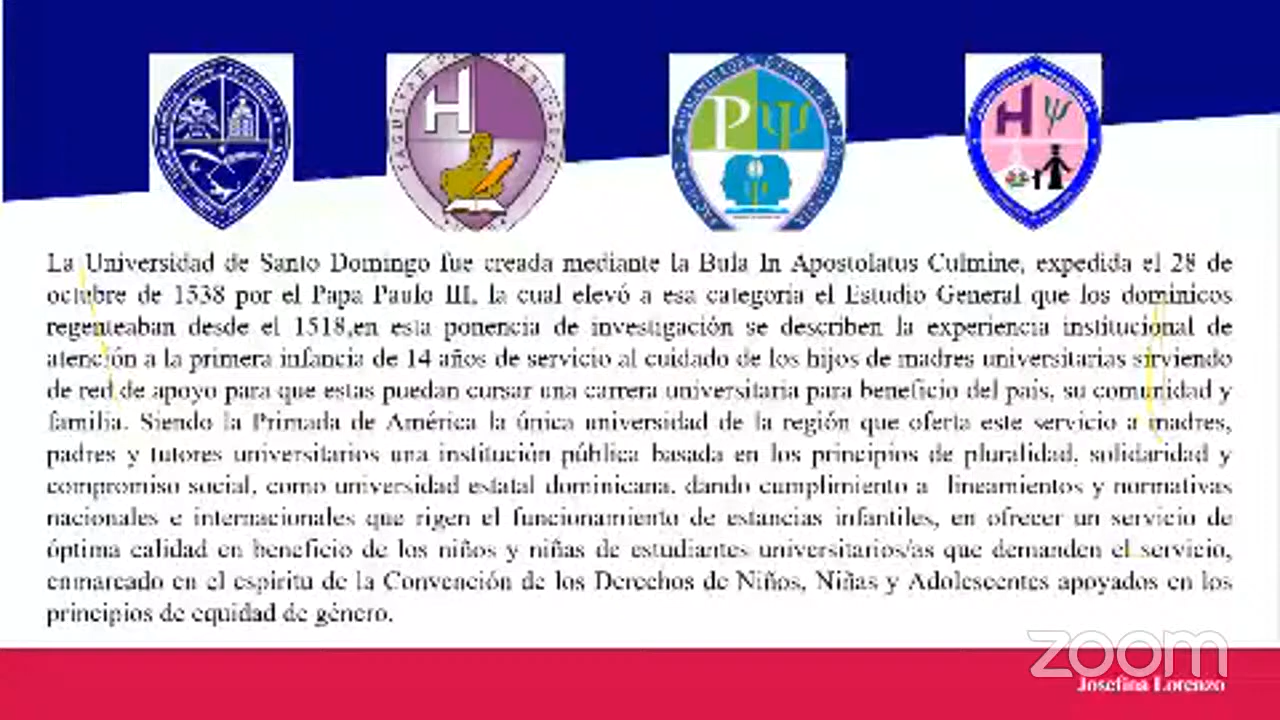 H
P Ψ
H Ψ
La Universidad de Santo Domingo fue creada mediante la Bula In Apostolatus Culmine, expedida el 28 de
octubre de 1538 por el Papa Paulo III, la cual elevó a esa categoría el Estudio General que los dominicos
regenteaban desde el 1518,en esta ponencia de investigación se describen la experiencia institucional de
atención a la primera infancia de 14 años de servicio al cuidado de los hijos de madres universitarias sirviendo
de red de apoyo para que estas puedan cursar una carrera universitaria para beneficio del país, su comunidad y
familia. Siendo la Primada de América la única universidad de la región que oferta este servicio a madres,
padres y tutores universitarios una institución pública basada en los principios de pluralidad, solidaridad y
compromiso social, como universidad estatal dominicana, dando cumplimiento a lineamientos y normativas
nacionales e internacionales que rigen el funcionamiento de estancias infantiles, en ofrecer un servicio de
óptima calidad en beneficio de los niños y niñas de estudiantes universitarios/as que demanden el servicio,
enmarcado en el espíritu de la Convención de los Derechos de Niños, Niñas y Adolescentes apoyados en los
principios de equidad de género.
zoom
Josefina Lorenzo